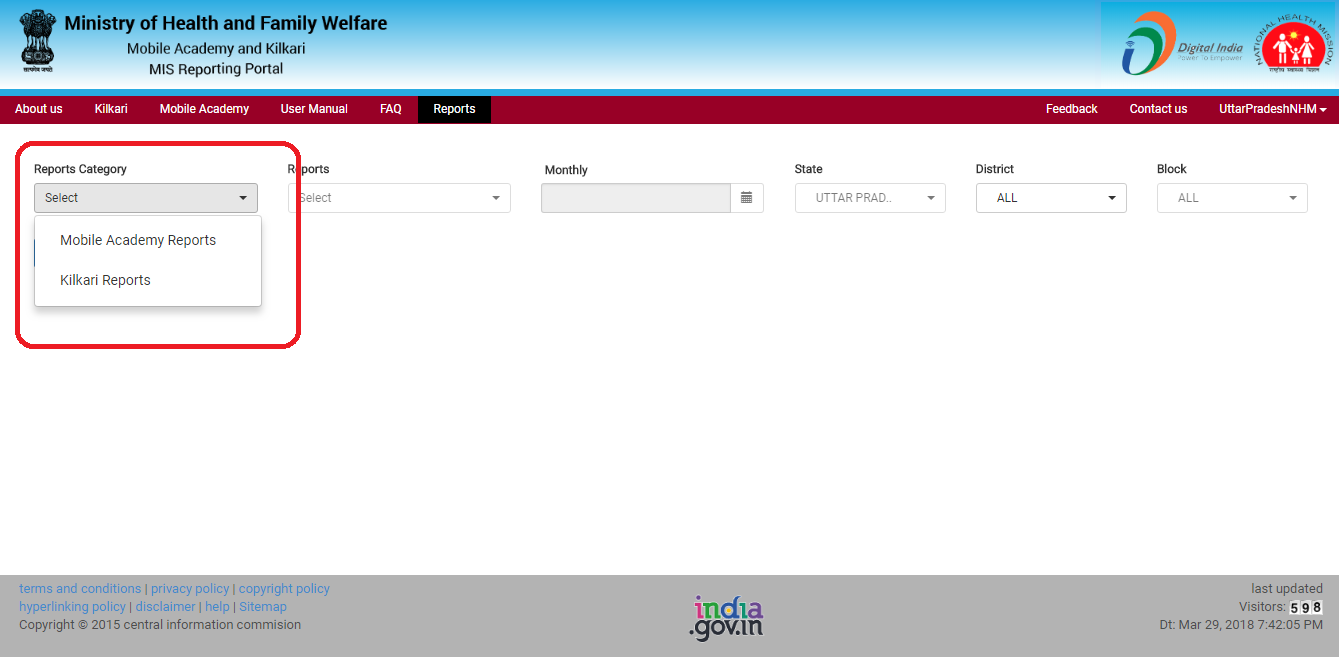 Ministry of Health and Family Welfare
Mobile Academy and Kilkari
MIS Reporting Portal
सत्यमेव जयते
Digital India
Power To Empower
NATIONAL HEALTH MISSION
राष्ट्रीय स्वास्थ्य मिशन
About us Kilkari Mobile Academy User Manual FAQ Reports Feedback Contact us UttarPradeshNHM
Reports Category Reports Monthly State District Block
Select Select UTTAR PRAD.. ALL ALL
Mobile Academy Reports
Kilkari Reports
terms and conditions | privacy policy | copyright policy
hyperlinking policy | disclaimer | help | Sitemap
Copyright © 2015 central information commision
india
.gov.in
last updated
Visitors: 598
Dt: Mar 29, 2018 7:42:05 PM